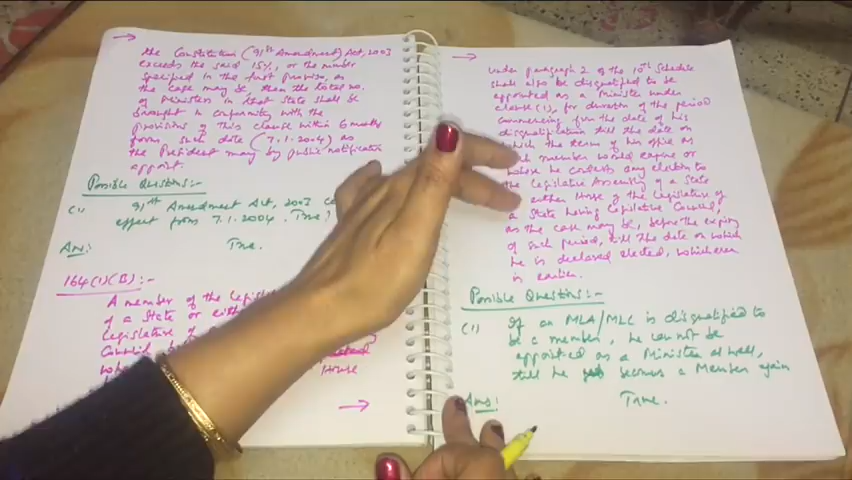 the Constitution (91st Amendment) Act, 2003
exceeds the said 15%, or the number
specified in the first proviso, as
the case may be, then the total no.
of Ministers in that State shall be
brought in conformity with the
provisions of this clause within 6 months
from such date (7.1.2004) as
the President may by public notification
appoint.
Possible Questions:-
(1) 91st Amendment Act, 2003
effect from 7.1.2004. True?
An:
True.
164(1)(B):-
A member of the
of a State or
Legislature of
Council
House
under paragraph 2 of the 10th Schedule
shall also be disqualified to be
appointed as a Minister under
clause (1), for duration of the period
commencing from the date of his
disqualification till the date on
which the term of his office as
member would expire or
where he contests any election to
the Legislative Assembly of a State
either House of the Legislature of
a State having Legislative Council,
as the case may be, before the expiry
of such period, till the date on which
he is declared elected, whichever
is earlier.
Possible Questions:-
(1) If an MLA/MLC is disqualified to
be a member, he cannot be
appointed as a Minister as well,
till he becomes a Member again
Ans:
True.